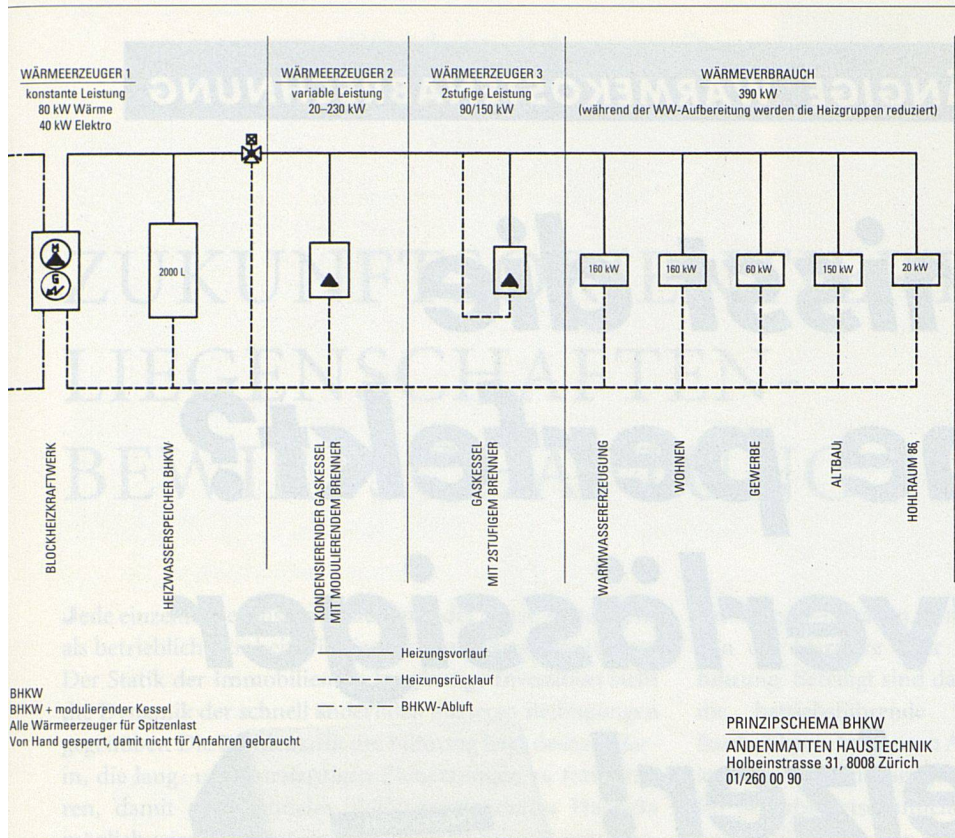 WÄRMEERZEUGER 1
konstante Leistung
80 kW Wärme
40 kW Elektro
WÄRMEERZEUGER 2
variable Leistung
20–230 kW
WÄRMEERZEUGER 3
2stufige Leistung
90/150 kW
WÄRMEVERBRAUCH
390 kW
(während der WW-Aufbereitung werden die Heizgruppen reduziert)
M
G
2000 L
160 kW
160 kW
60 kW
150 kW
20 kW
BLOCKHEIZKRAFTWERK
HEIZWASSERSPEICHER BHKW
KONDENSIERENDER GASKESSEL
MIT MODULIERENDEM BRENNER
GASKESSEL
MIT 2STUFIGEM BRENNER
WARMWASSERERZEUGUNG
WOHNEN
GEWERBE
ALTBAU
HOHLRAUM 86
Heizungsvorlauf
Heizungsrücklauf
BHKW-Abluft
BHKW
BHKW + modulierender Kessel
Alle Wärmeerzeuger für Spitzenlast
Von Hand gesperrt, damit nicht für Anfahren gebraucht
PRINZIPSCHEMA BHKW
ANDENMATTEN HAUSTECHNIK
Holbeinstrasse 31, 8008 Zürich
01/260 00 90